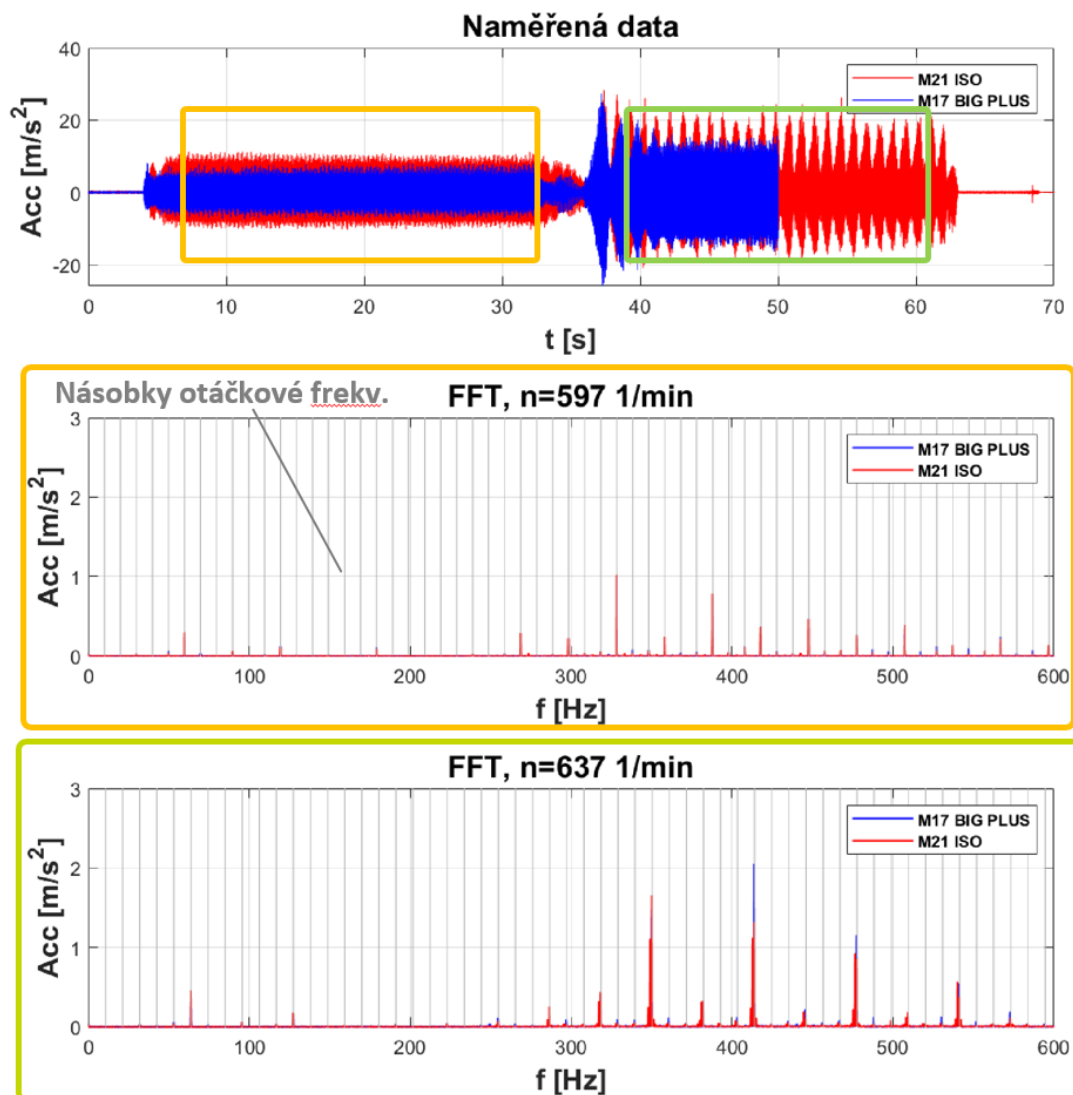 Naměřená data
Acc [m/s²]
40
20
0
-20
M21 ISO
M17 BIG PLUS
0 10 20 30 40 50 60 70
t [s]
Násobky otáčkové frekv.
FFT, n=597 1/min
Acc [m/s²]
3
2
1
0
M17 BIG PLUS
M21 ISO
0 100 200 300 400 500 600
f [Hz]
FFT, n=637 1/min
Acc [m/s²]
3
2
1
0
M17 BIG PLUS
M21 ISO
0 100 200 300 400 500 600
f [Hz]